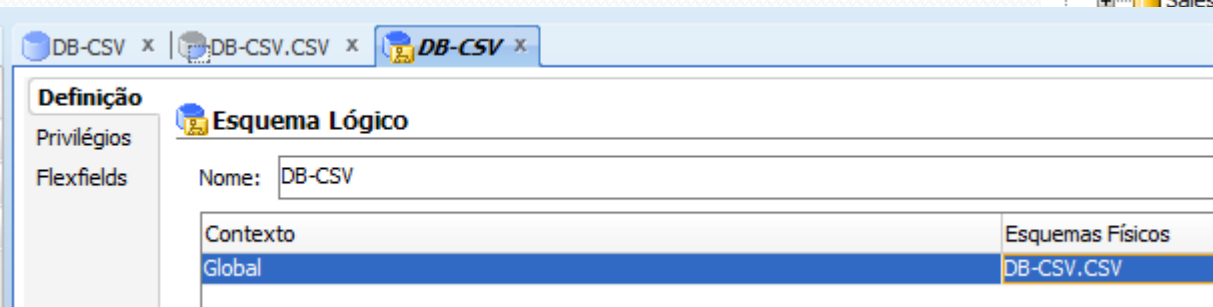 Sales
DB-CSV x DB-CSV.CSV x DB-CSV x
Definição
Privilégios
Flexfields
Esquema Lógico
Nome: DB-CSV
Contexto Esquemas Físicos
Global DB-CSV.CSV